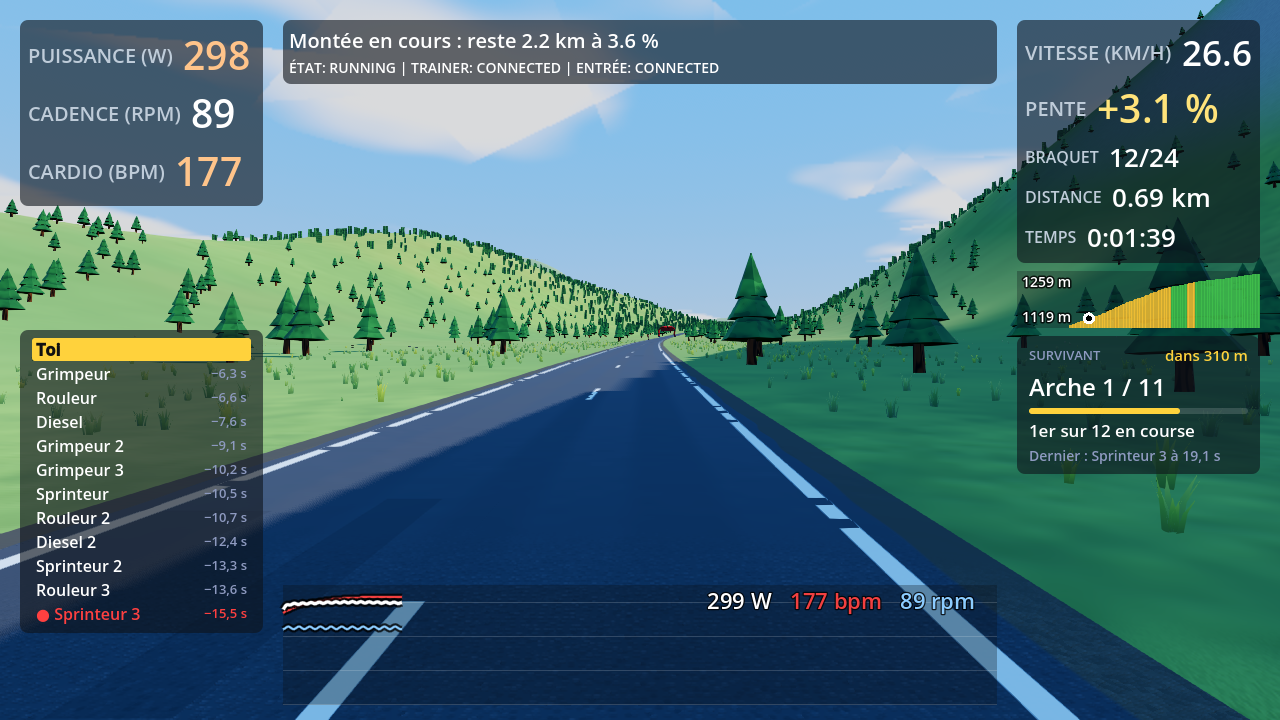 PUISSANCE (W) 298
CADENCE (RPM) 89
CARDIO (BPM) 177
Montée en cours : reste 2.2 km à 3.6 %
ÉTAT: RUNNING | TRAINER: CONNECTED | ENTRÉE: CONNECTED
VITESSE (KM/H) 26.6
PENTE +3.1 %
BRAQUET 12/24
DISTANCE 0.69 km
TEMPS 0:01:39
1259 m
1119 m
SURVIVANT dans 310 m
Arche 1 / 11
1er sur 12 en course
Dernier : Sprinteur 3 à 19,1 s
Toi
Grimpeur −6,3 s
Rouleur −6,6 s
Diesel −7,6 s
Grimpeur 2 −9,1 s
Grimpeur 3 −10,2 s
Sprinteur −10,5 s
Rouleur 2 −10,7 s
Diesel 2 −12,4 s
Sprinteur 2 −13,3 s
Rouleur 3 −13,6 s
Sprinteur 3 −15,5 s
299 W 177 bpm 89 rpm